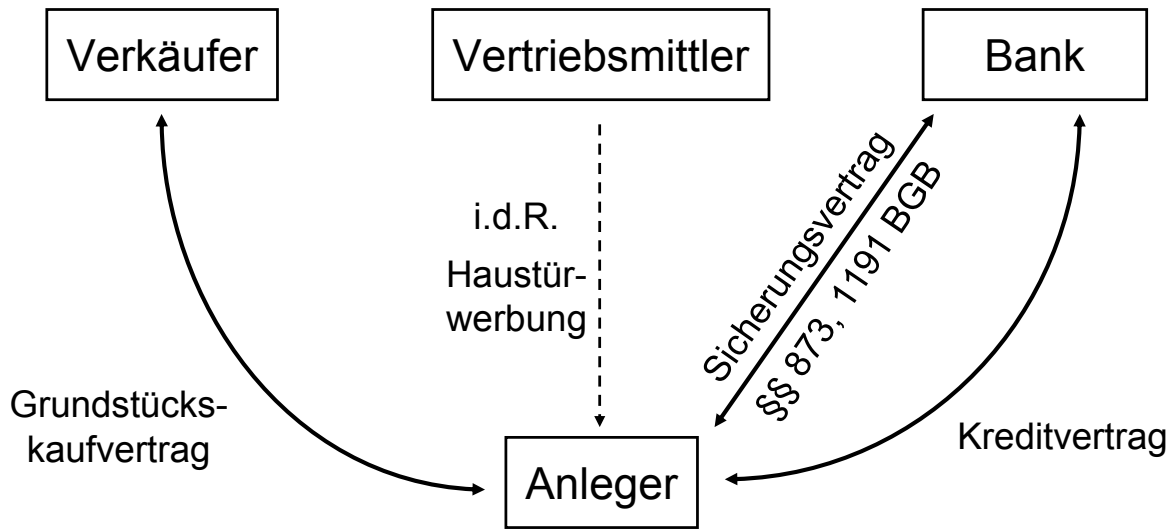 Verkäufer
Vertriebsmittler
Bank
i.d.R.
Haustür-
werbung
Sicherungsvertrag
§§ 873, 1191 BGB
Grundstücks-
kaufvertrag
Kreditvertrag
Anleger